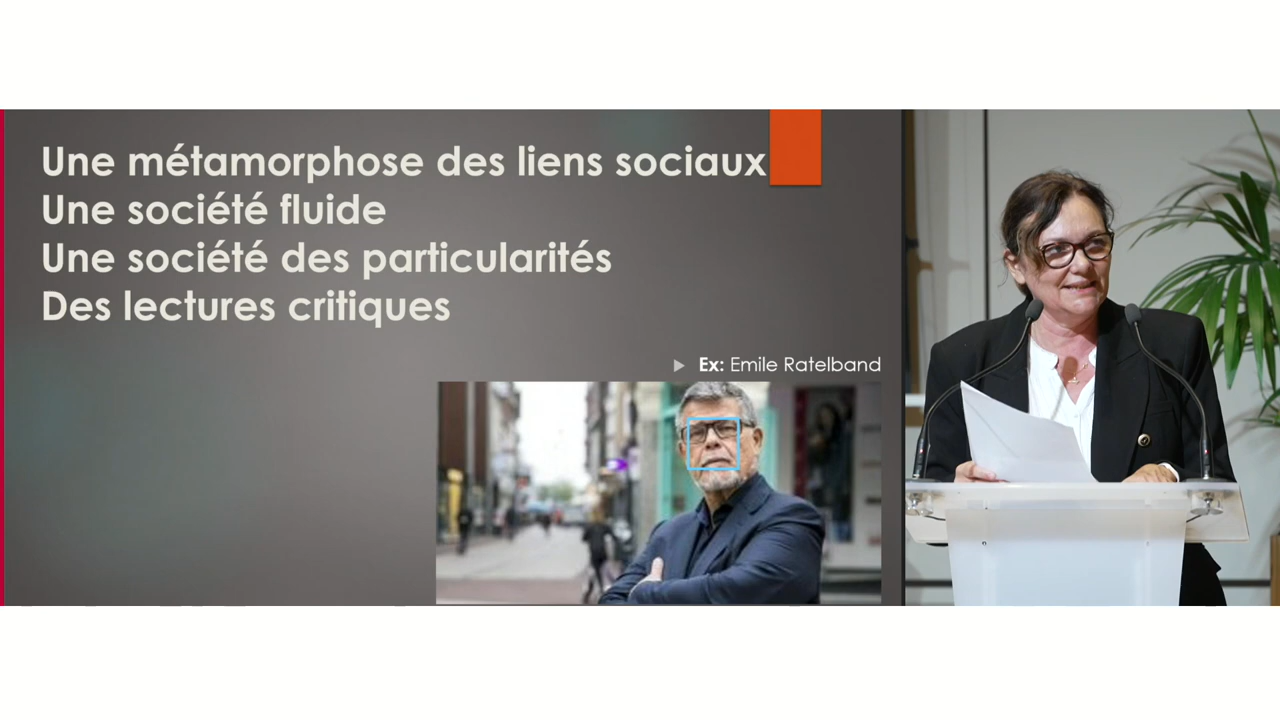 Une métamorphose des liens sociaux
Une société fluide
Une société des particularités
Des lectures critiques
Ex: Emile Ratelband